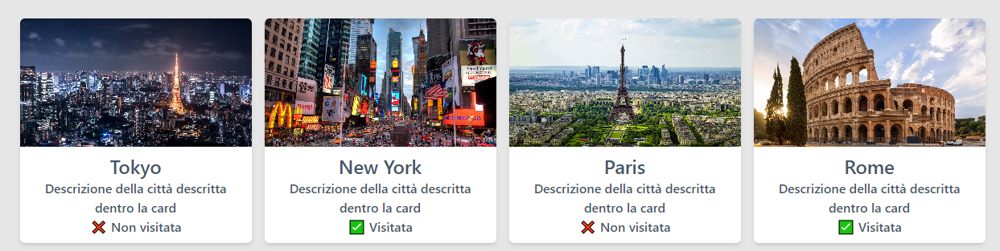 Tokyo
Descrizione della città descritta
dentro la card
❌ Non visitata
New York
Descrizione della città descritta
dentro la card
✅ Visitata
Paris
Descrizione della città descritta
dentro la card
❌ Non visitata
Rome
Descrizione della città descritta
dentro la card
✅ Visitata